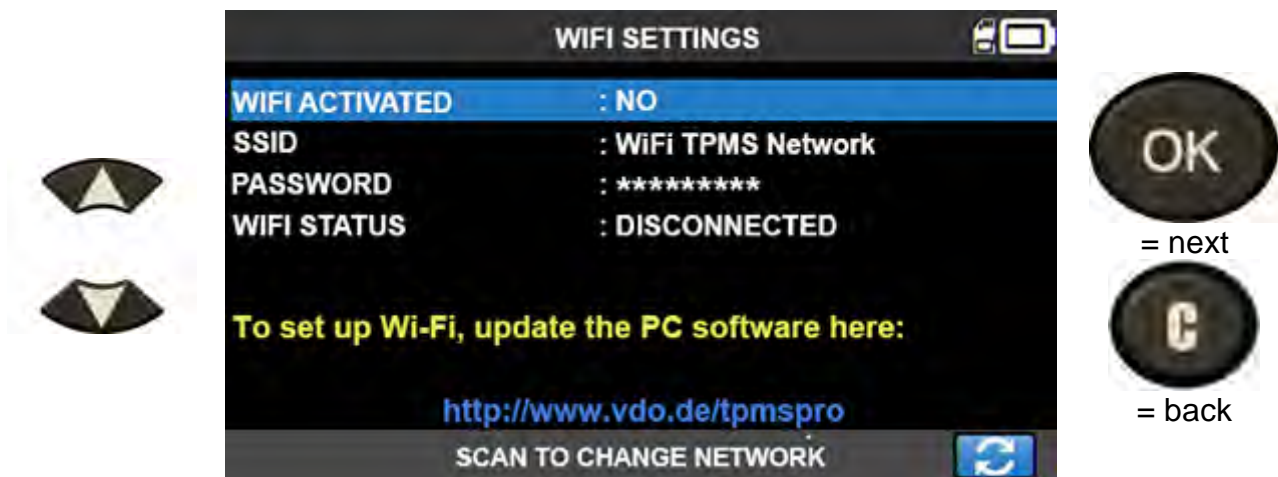 WIFI SETTINGS
WIFI ACTIVATED : NO
SSID : WiFi TPMS Network
PASSWORD : *********
WIFI STATUS : DISCONNECTED
To set up Wi-Fi, update the PC software here:
http://www.vdo.de/tpmspro
SCAN TO CHANGE NETWORK
OK
= next
C
= back